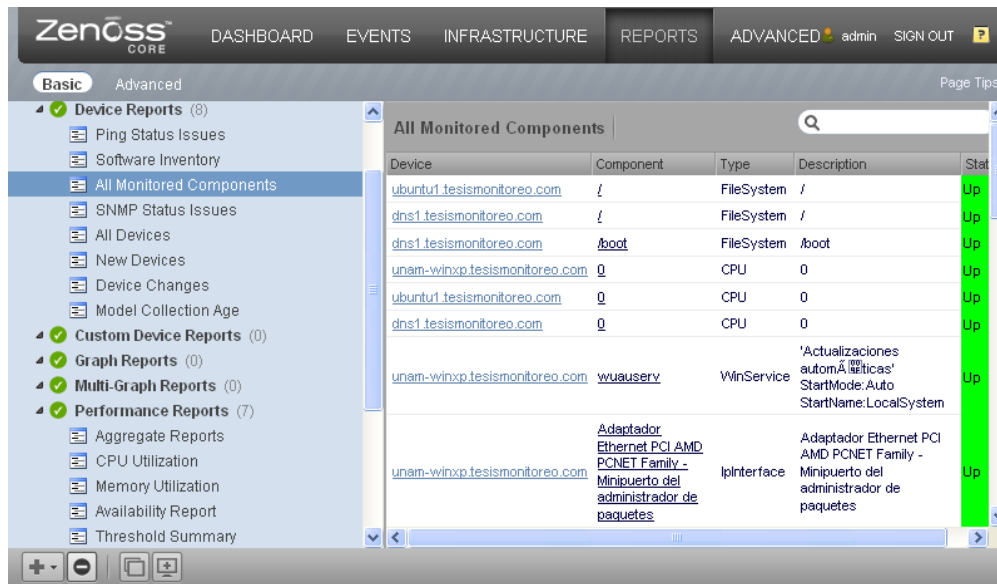 Zenoss™
CORE
DASHBOARD EVENTS INFRASTRUCTURE REPORTS ADVANCED admin SIGN OUT ?
Basic Advanced Page Tips
Device Reports (8)
Ping Status Issues
Software Inventory
All Monitored Components
SNMP Status Issues
All Devices
New Devices
Device Changes
Model Collection Age
Custom Device Reports (0)
Graph Reports (0)
Multi-Graph Reports (0)
Performance Reports (7)
Aggregate Reports
CPU Utilization
Memory Utilization
Availability Report
Threshold Summary
All Monitored Components
Device Component Type Description Stat
ubuntu1.tesismonitoreo.com / FileSystem / Up
dns1.tesismonitoreo.com / FileSystem / Up
dns1.tesismonitoreo.com /boot FileSystem /boot Up
unam-winxp.tesismonitoreo.com 0 CPU 0 Up
ubuntu1.tesismonitoreo.com 0 CPU 0 Up
dns1.tesismonitoreo.com 0 CPU 0 Up
unam-winxp.tesismonitoreo.com wuauserv WinService Up
'Actualizaciones
StartMode:Auto
StartName:LocalSystem
unam-winxp.tesismonitoreo.com IpInterface Up
Adaptador
Ethernet PCI AMD
PCNET Family -
Minipuerto del
administrador de
paquetes
Adaptador Ethernet PCI
AMD PCNET Family -
Minipuerto del
administrador de
paquetes